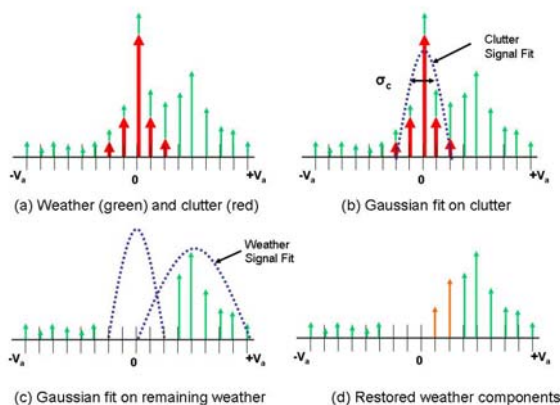 Clutter
Signal Fit
σc
-Va
0
+Va
-Va
0
+Va
(a) Weather (green) and clutter (red)
(b) Gaussian fit on clutter
Weather
Signal Fit
-Va
0
+Va
-Va
0
+Va
(c) Gaussian fit on remaining weather
(d) Restored weather components